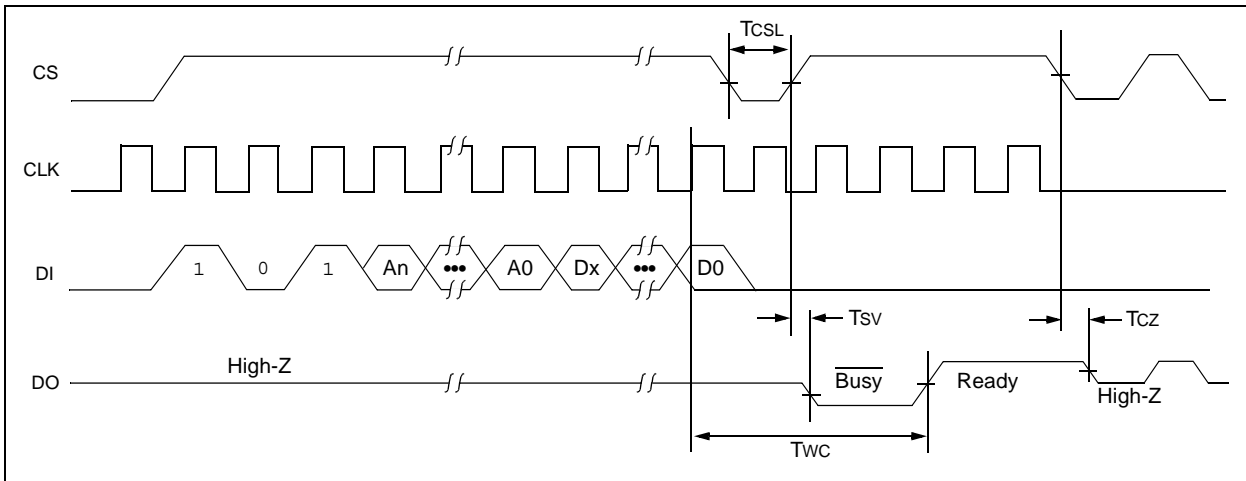 TCSL
CS
CLK
DI
1 0 1 An ••• A0 Dx ••• D0
TSV
TCZ
DO
High-Z
Busy
Ready
High-Z
TWC